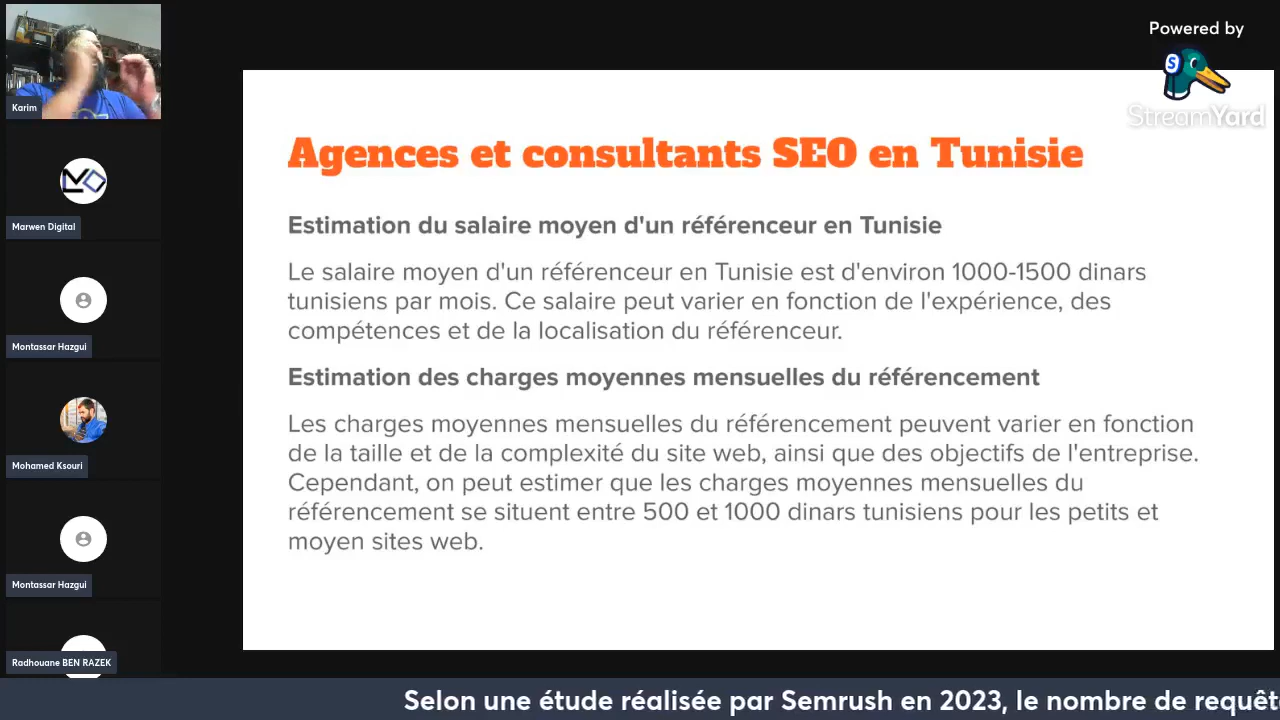 Powered by
StreamYard
Karim
Marwen Digital
Montassar Hazgui
Mohamed Ksouri
Montassar Hazgui
Radhouane BEN RAZEK
Agences et consultants SEO en Tunisie
Estimation du salaire moyen d'un référenceur en Tunisie
Le salaire moyen d'un référenceur en Tunisie est d'environ 1000-1500 dinars
tunisiens par mois. Ce salaire peut varier en fonction de l'expérience, des
compétences et de la localisation du référenceur.
Estimation des charges moyennes mensuelles du référencement
Les charges moyennes mensuelles du référencement peuvent varier en fonction
de la taille et de la complexité du site web, ainsi que des objectifs de l'entreprise.
Cependant, on peut estimer que les charges moyennes mensuelles du
référencement se situent entre 500 et 1000 dinars tunisiens pour les petits et
moyen sites web.
Selon une étude réalisée par Semrush en 2023, le nombre de requêt